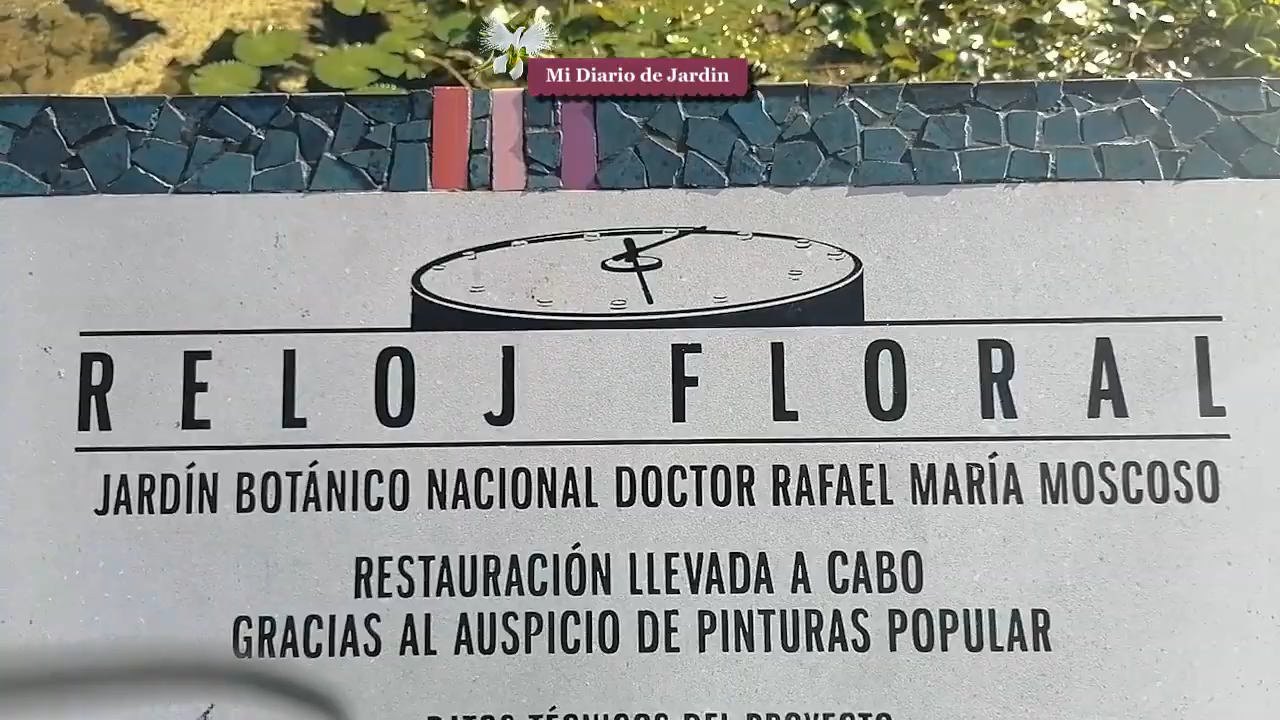 Mi Diario de Jardin
RELOJ FLORAL
JARDÍN BOTÁNICO NACIONAL DOCTOR RAFAEL MARÍA MOSCOSO
RESTAURACIÓN LLEVADA A CABO
GRACIAS AL AUSPICIO DE PINTURAS POPULAR
DATOS TÉCNICOS DEL PROYECTO